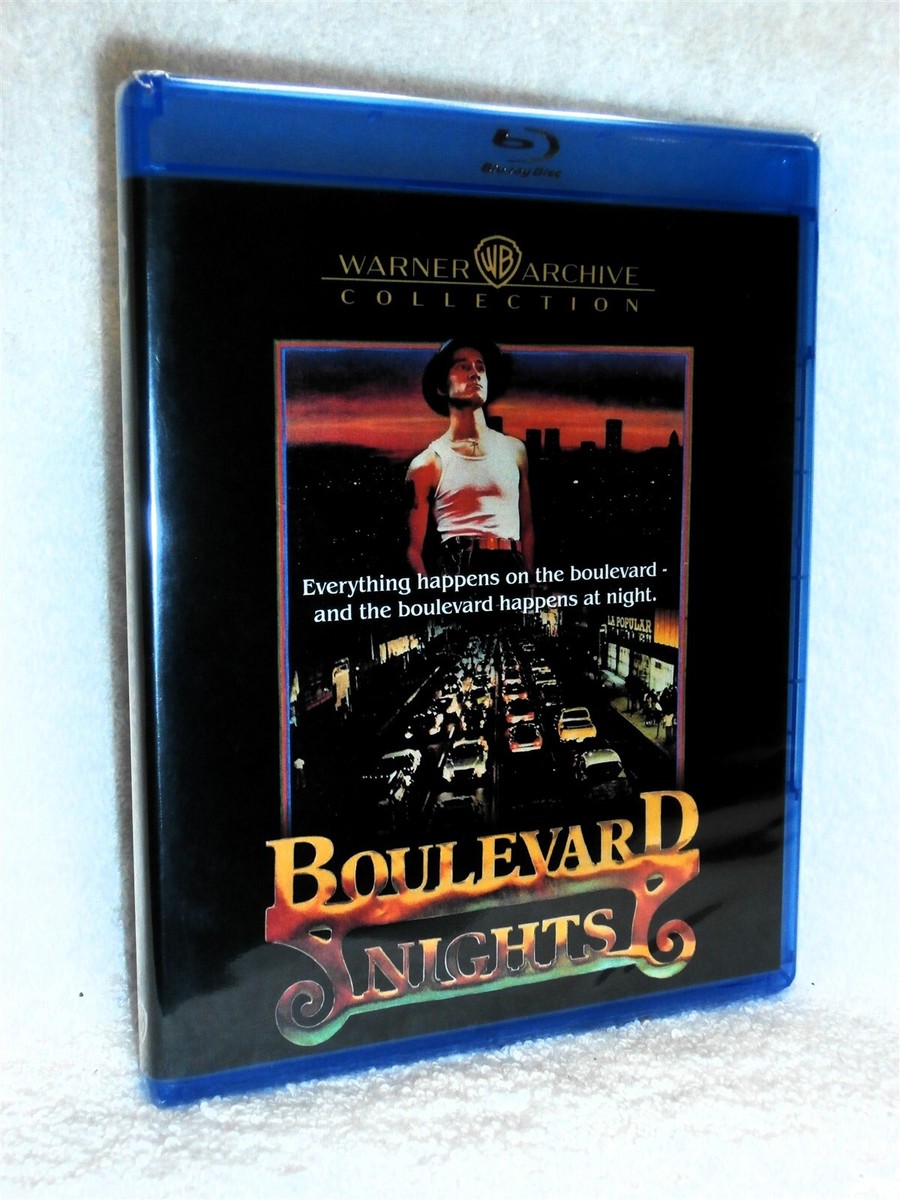 Blu-ray Disc
WARNER WB ARCHIVE
COLLECTION
Everything happens on the boulevard -
and the boulevard happens at night.
LA POPULAR
BOULEVARD
NIGHTS